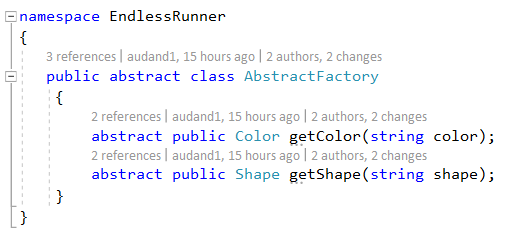 namespace EndlessRunner
{
3 references | audand1, 15 hours ago | 2 authors, 2 changes
public abstract class AbstractFactory
{
2 references | audand1, 15 hours ago | 2 authors, 2 changes
abstract public Color getColor(string color);
2 references | audand1, 15 hours ago | 2 authors, 2 changes
abstract public Shape getShape(string shape);
}
}